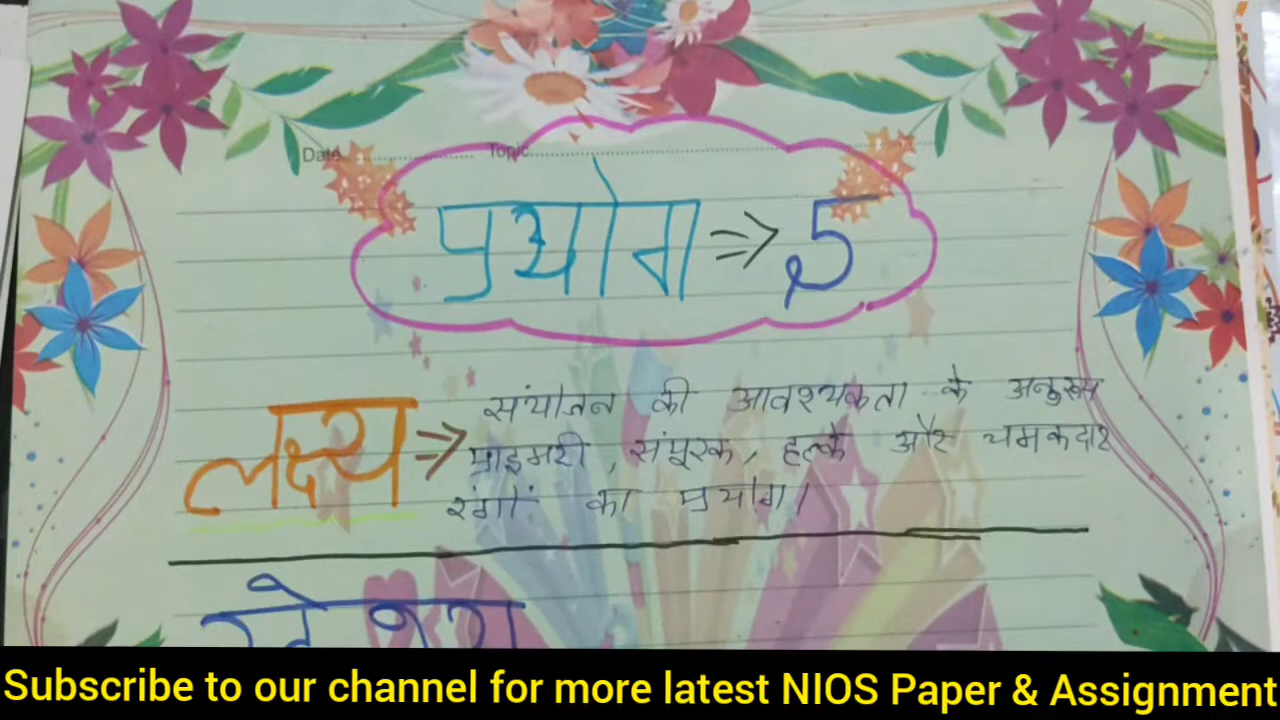 Date.......... Topic..........
प्रयोग => 5
लक्ष्य => संयोजन की आवश्यकता के अनुरूप
प्राइमरी, संपूरक, हल्के और चमकदार
रंगों का प्रयोग।
Subscribe to our channel for more latest NIOS Paper & Assignment